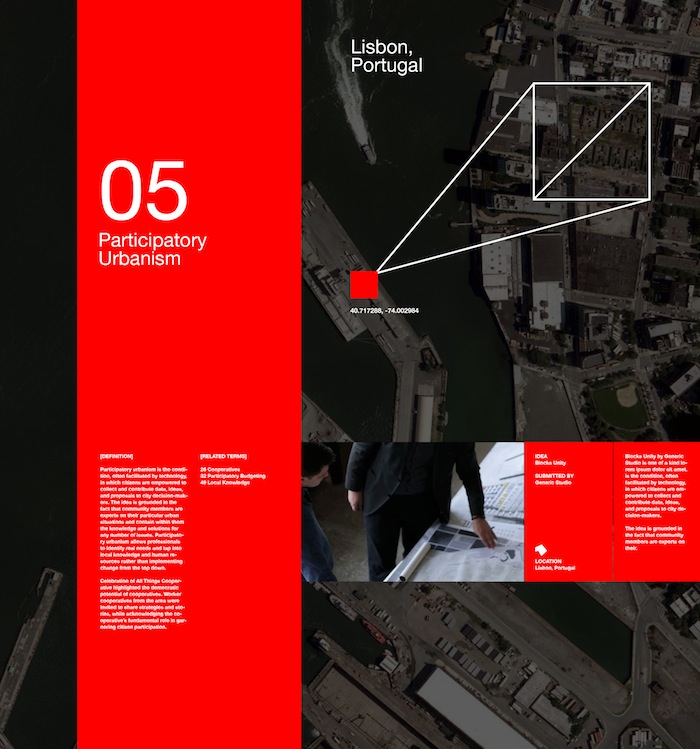 Lisbon,
Portugal
05
Participatory
Urbanism
40.717288, -74.002984
[DEFINITION]
Participatory urbanism is the condi-
tion, often facilitated by technology,
in which citizens are empowered to
collect and contribute data, ideas,
and proposals to city decision-mak-
ers. The idea is grounded in the
fact that community members are
experts on their particular urban
situations and contain within them
the knowledge and solutions for
any number of issues. Participato-
ry urbanism allows professionals
to identify real needs and tap into
local knowledge and human re-
sources rather than implementing
change from the top down.
Celebration of All Things Cooper-
ative highlighted the democratic
potential of cooperatives. Worker
cooperatives from the area were
invited to share strategies and sto-
ries, while acknowledging the co-
operative's fundamental role in gar-
nering citizen participation.
[RELATED TERMS]
26 Cooperatives
32 Participatory Budgeting
49 Local Knowledge
IDEA
Blocks Unity
SUBMITTED BY
Generic Studio
LOCATION
Lisbon, Portugal
Blocks Unity by Generic
Studio is one of a kind lo-
rem ipsum dolor sit amet.
is the condition, often
facilitated by technology,
in which citizens are em-
powered to collect and
contribute data, ideas,
and proposals to city de-
cision-makers.
The idea is grounded in
the fact that community
members are experts on
their.